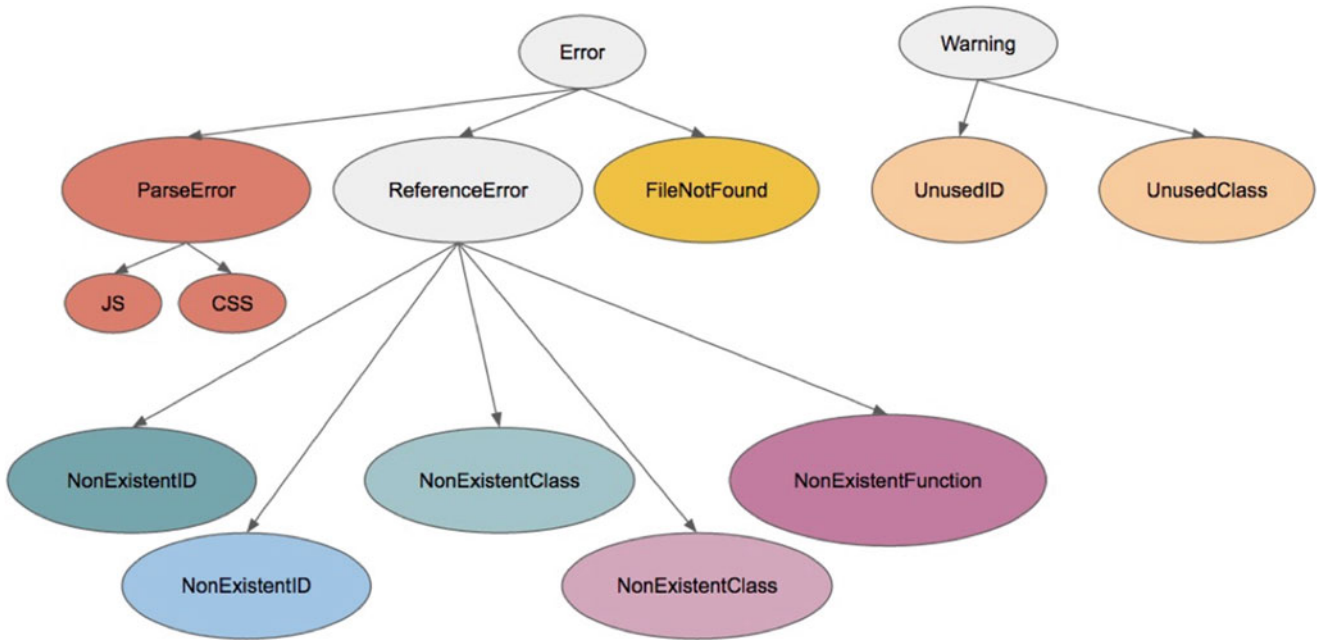 Error
Warning
ParseError
ReferenceError
FileNotFound
UnusedID
UnusedClass
JS
CSS
NonExistentID
NonExistentClass
NonExistentFunction
NonExistentID
NonExistentClass